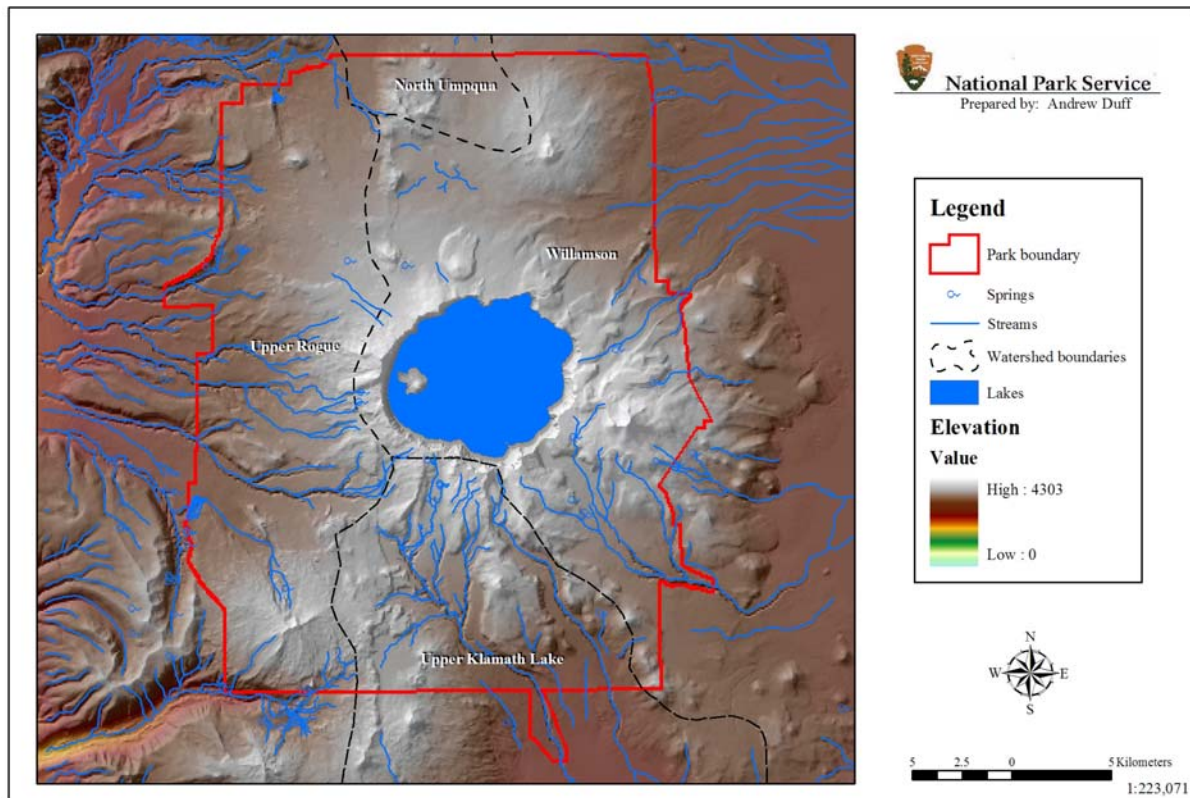 North Umpqua
Willamson
Upper Rogue
Upper Klamath Lake
National Park Service
Prepared by: Andrew Duff
Legend
Park boundary
Springs
Streams
Watershed boundaries
Lakes
Elevation
Value
High : 4303
Low : 0
N
W E
S
5 2.5 0 5 Kilometers
1:223,071